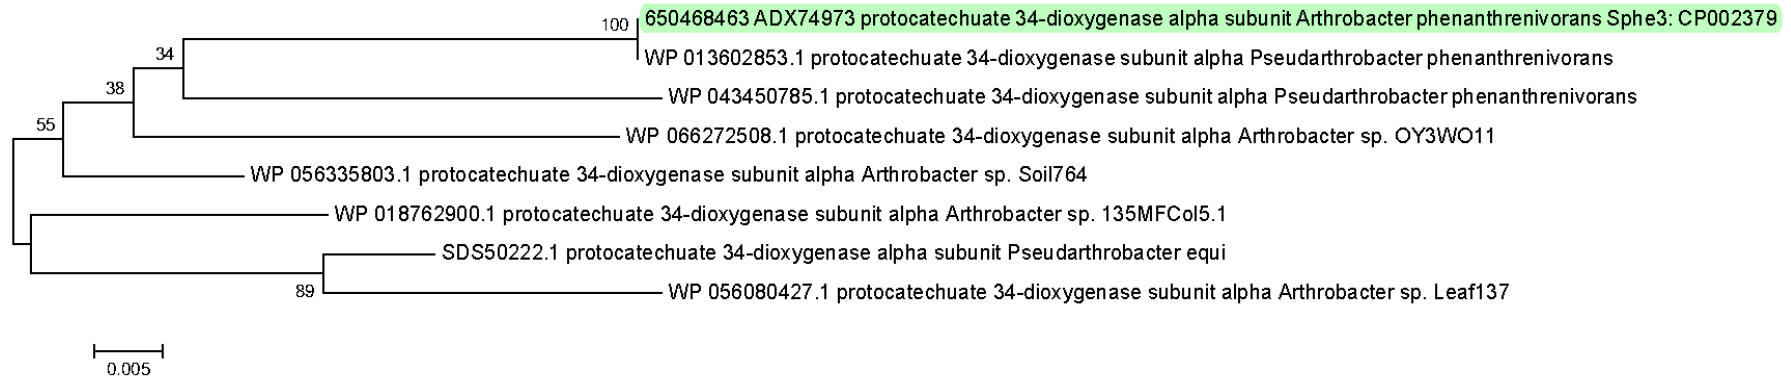 100 650468463 ADX74973 protocatechuate 34-dioxygenase alpha subunit Arthrobacter phenanthrenivorans Sphe3: CP002379
34 WP 013602853.1 protocatechuate 34-dioxygenase subunit alpha Pseudarthrobacter phenanthrenivorans
38 WP 043450785.1 protocatechuate 34-dioxygenase subunit alpha Pseudarthrobacter phenanthrenivorans
55 WP 066272508.1 protocatechuate 34-dioxygenase subunit alpha Arthrobacter sp. OY3WO11
WP 056335803.1 protocatechuate 34-dioxygenase subunit alpha Arthrobacter sp. Soil764
WP 018762900.1 protocatechuate 34-dioxygenase subunit alpha Arthrobacter sp. 135MFCol5.1
SDS50222.1 protocatechuate 34-dioxygenase alpha subunit Pseudarthrobacter equi
89 WP 056080427.1 protocatechuate 34-dioxygenase subunit alpha Arthrobacter sp. Leaf137
0.005